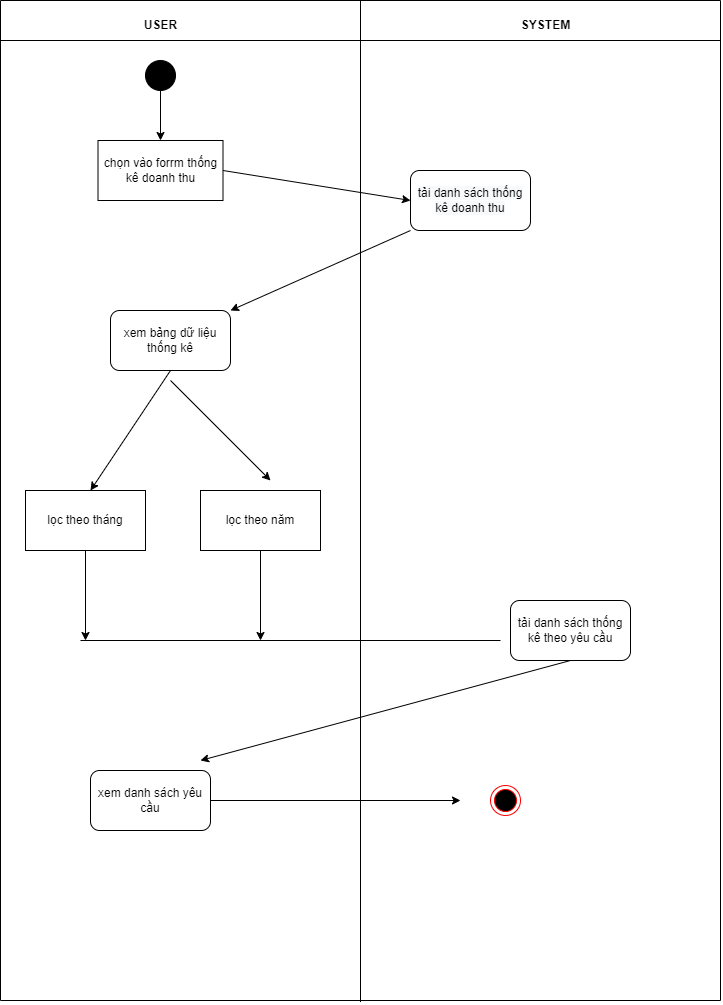 USER
SYSTEM
chọn vào forrm thống
kê doanh thu
tải danh sách thống
kê doanh thu
xem bảng dữ liệu
thống kê
lọc theo tháng
lọc theo năm
tải danh sách thống
kê theo yêu cầu
xem danh sách yêu
cầu